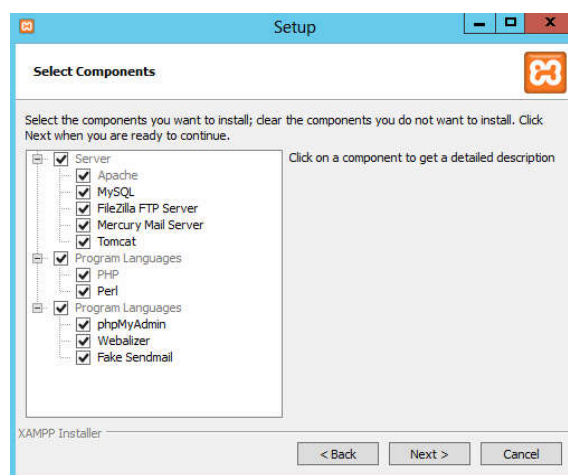 Setup
Select Components
Select the components you want to install; clear the components you do not want to install. Click
Next when you are ready to continue.
Server
Apache
MySQL
FileZilla FTP Server
Mercury Mail Server
Tomcat
Program Languages
PHP
Perl
Program Languages
phpMyAdmin
Webalizer
Fake Sendmail
Click on a component to get a detailed description
XAMPP Installer
< Back
Next >
Cancel